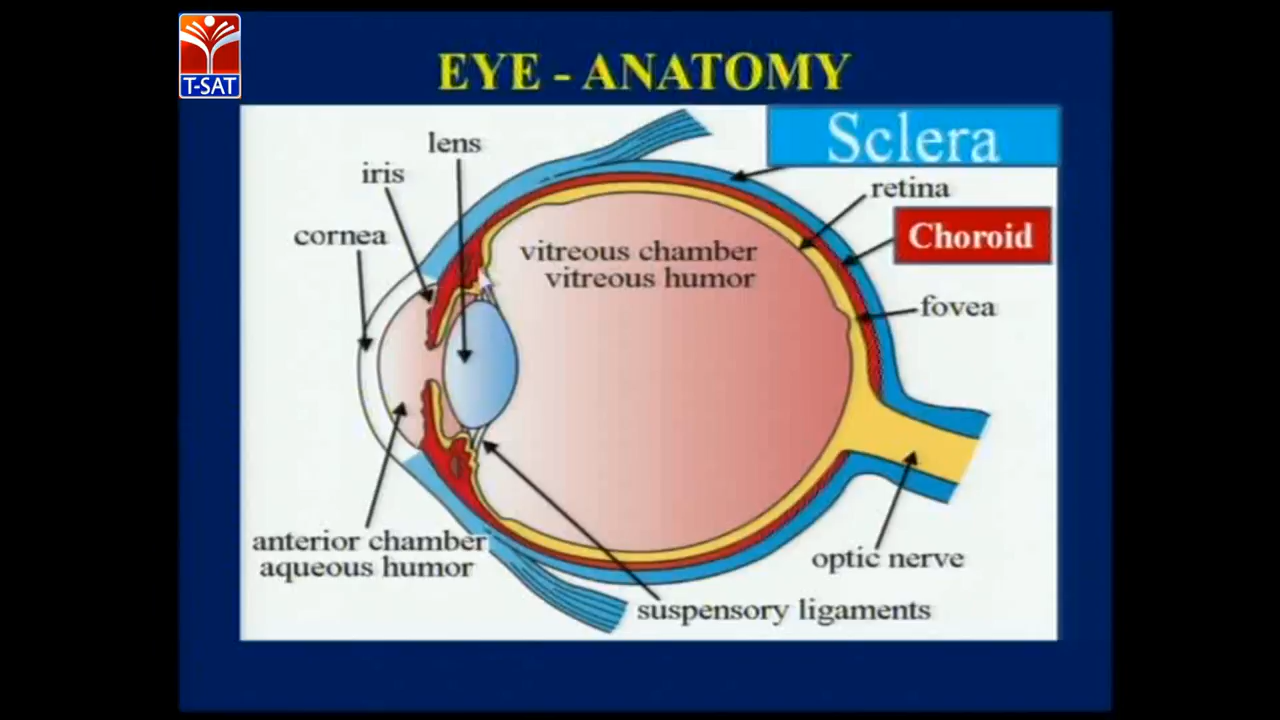 T-SAT
EYE - ANATOMY
Sclera
lens
iris
retina
cornea
Choroid
vitreous chamber
vitreous humor
fovea
anterior chamber
aqueous humor
optic nerve
suspensory ligaments